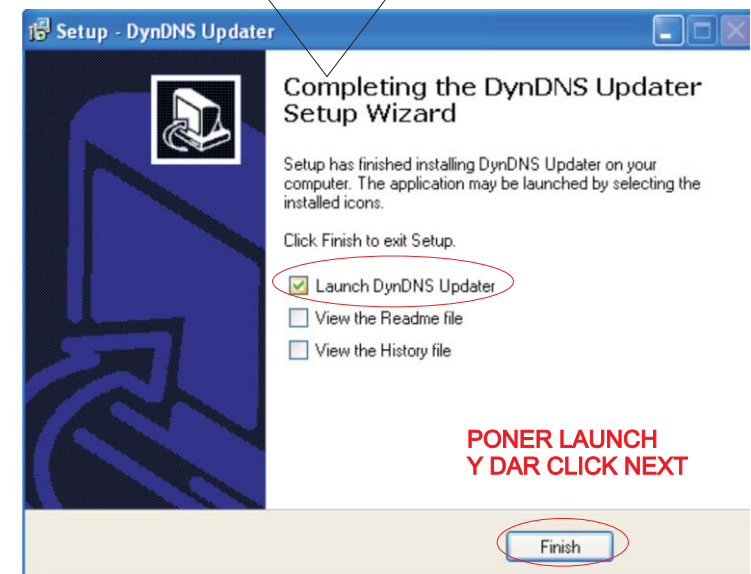 Setup - DynDNS Updater
Completing the DynDNS Updater
Setup Wizard
Setup has finished installing DynDNS Updater on your
computer. The application may be launched by selecting the
installed icons.
Click Finish to exit Setup.
Launch DynDNS Updater
View the Readme file
View the History file
PONER LAUNCH
Y DAR CLICK NEXT
Finish